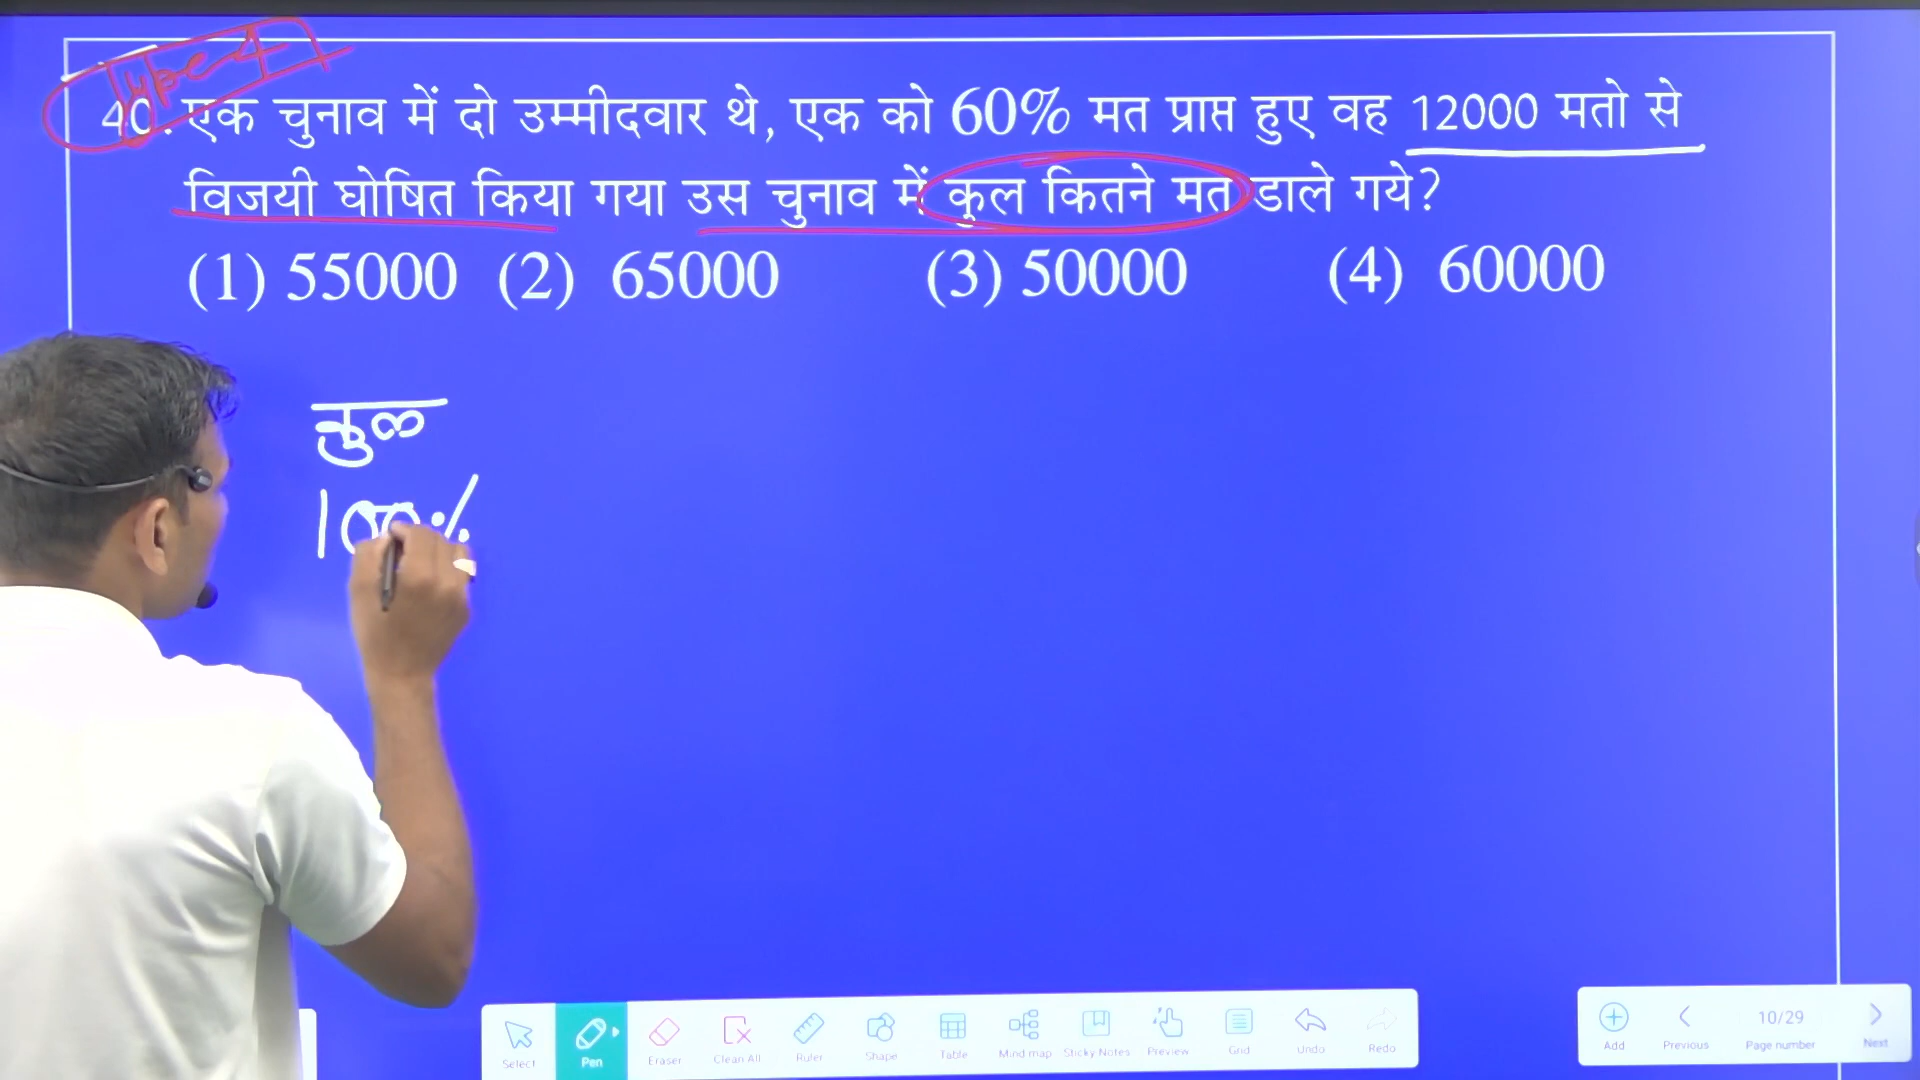 Type-4
40. एक चुनाव में दो उम्मीदवार थे, एक को 60% मत प्राप्त हुए वह 12000 मतो से
विजयी घोषित किया गया उस चुनाव में कुल कितने मत डाले गये?
(1) 55000 (2) 65000 (3) 50000 (4) 60000
कुल
100%
Select Pen Eraser Clean All Ruler Shape Table Mind map Sticky Notes Preview Grid Undo Redo
Add Previous 10/29 Page number Next